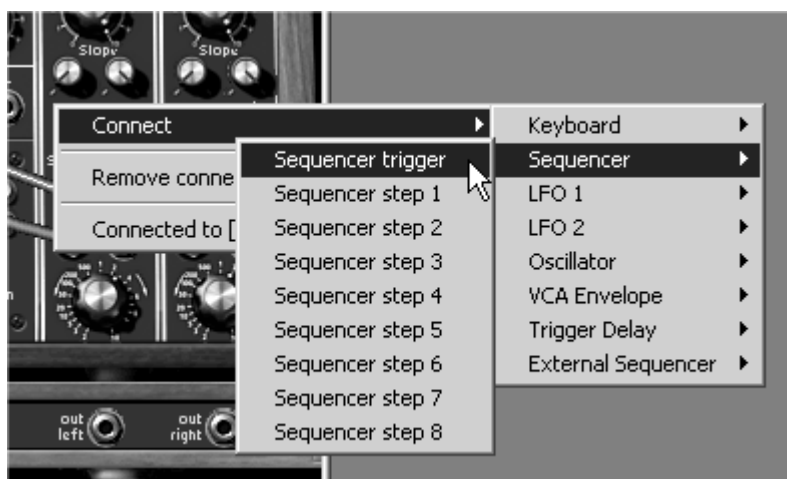 Slope
Slope
Connect
Remove conne
Connected to [
Sequencer trigger
Sequencer step 1
Sequencer step 2
Sequencer step 3
Sequencer step 4
Sequencer step 5
Sequencer step 6
Sequencer step 7
Sequencer step 8
Keyboard
Sequencer
LFO 1
LFO 2
Oscillator
VCA Envelope
Trigger Delay
External Sequencer
out
left
out
right